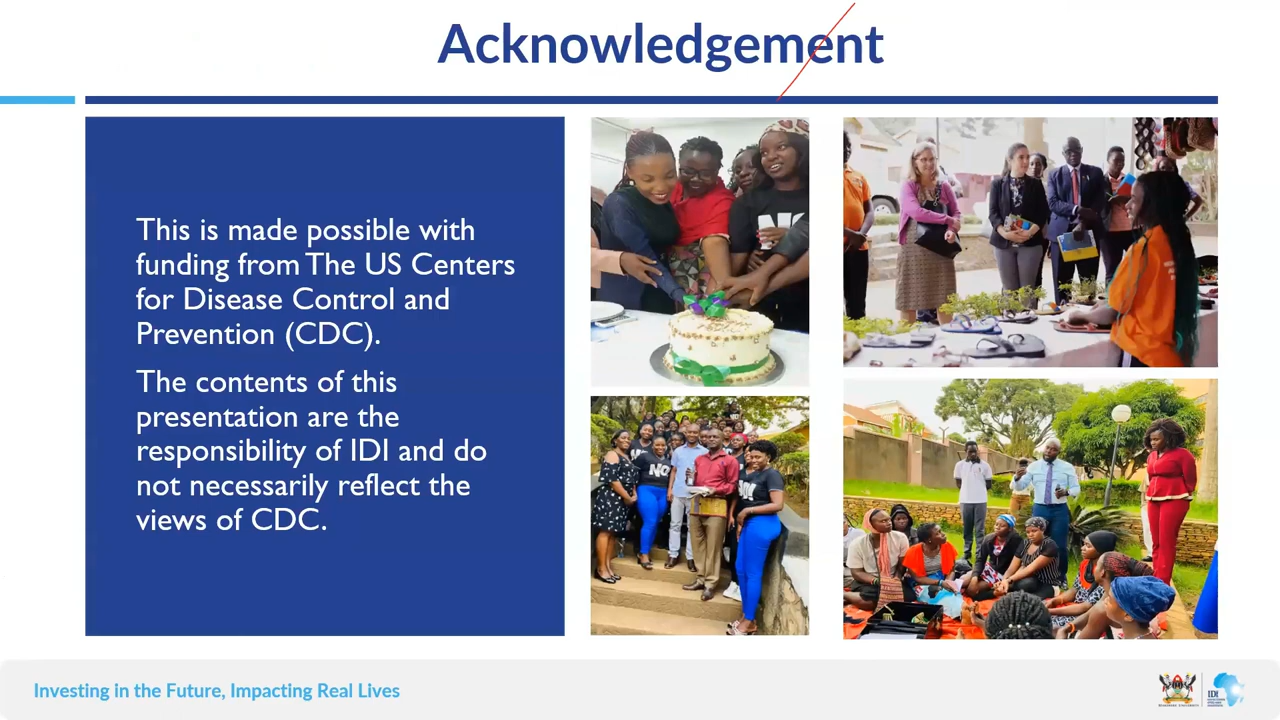 Acknowledgement
This is made possible with
funding from The US Centers
for Disease Control and
Prevention (CDC).
The contents of this
presentation are the
responsibility of IDI and do
not necessarily reflect the
views of CDC.
Investing in the Future, Impacting Real Lives
IDI